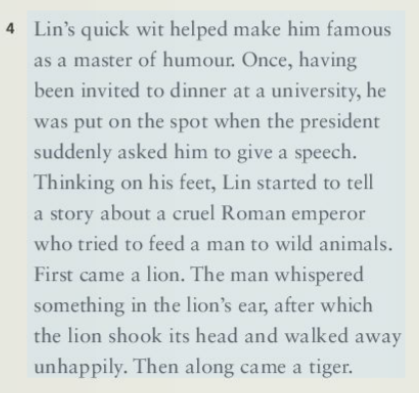 4 Lin's quick wit helped make him famous
as a master of humour. Once, having
been invited to dinner at a university, he
was put on the spot when the president
suddenly asked him to give a speech.
Thinking on his feet, Lin started to tell
a story about a cruel Roman emperor
who tried to feed a man to wild animals.
First came a lion. The man whispered
something in the lion's ear, after which
the lion shook its head and walked away
unhappily. Then along came a tiger.